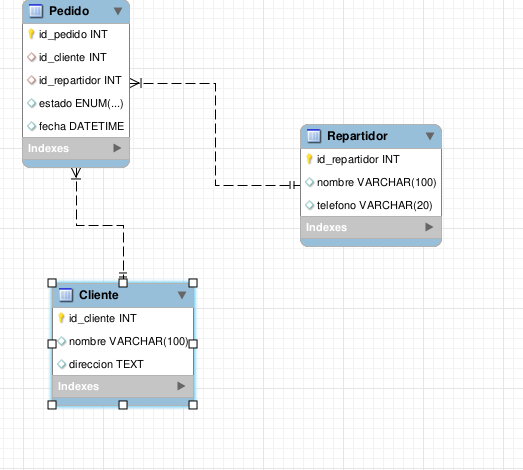 Pedido
id_pedido INT
id_cliente INT
id_repartidor INT
estado ENUM(...)
fecha DATETIME
Indexes
Repartidor
id_repartidor INT
nombre VARCHAR(100)
telefono VARCHAR(20)
Indexes
Cliente
id_cliente INT
nombre VARCHAR(100)
direccion TEXT
Indexes